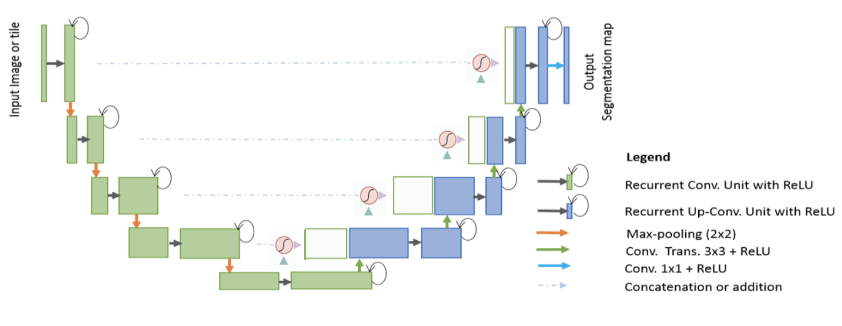 Input Image or tile
Output
Segmentation map
Legend
Recurrent Conv. Unit with ReLU
Recurrent Up-Conv. Unit with ReLU
Max-pooling (2x2)
Conv. Trans. 3x3 + ReLU
Conv. 1x1 + ReLU
Concatenation or addition